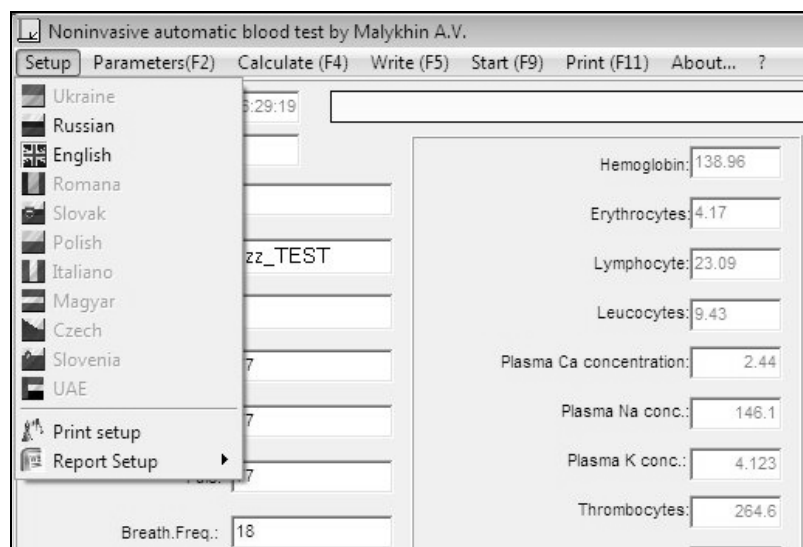 Noninvasive automatic blood test by Malykhin A.V.
Setup Parameters(F2) Calculate (F4) Write (F5) Start (F9) Print (F11) About... ?
Ukraine
Russian
English
Romana
Slovak
Polish
Italiano
Magyar
Czech
Slovenia
UAE
Print setup
Report Setup
:29:19
zz_TEST
7
7
7
Breath.Freq.: 18
Hemoglobin: 138.96
Erythrocytes: 4.17
Lymphocyte: 23.09
Leucocytes: 9.43
Plasma Ca concentration: 2.44
Plasma Na conc.: 146.1
Plasma K conc.: 4.123
Thrombocytes: 264.6